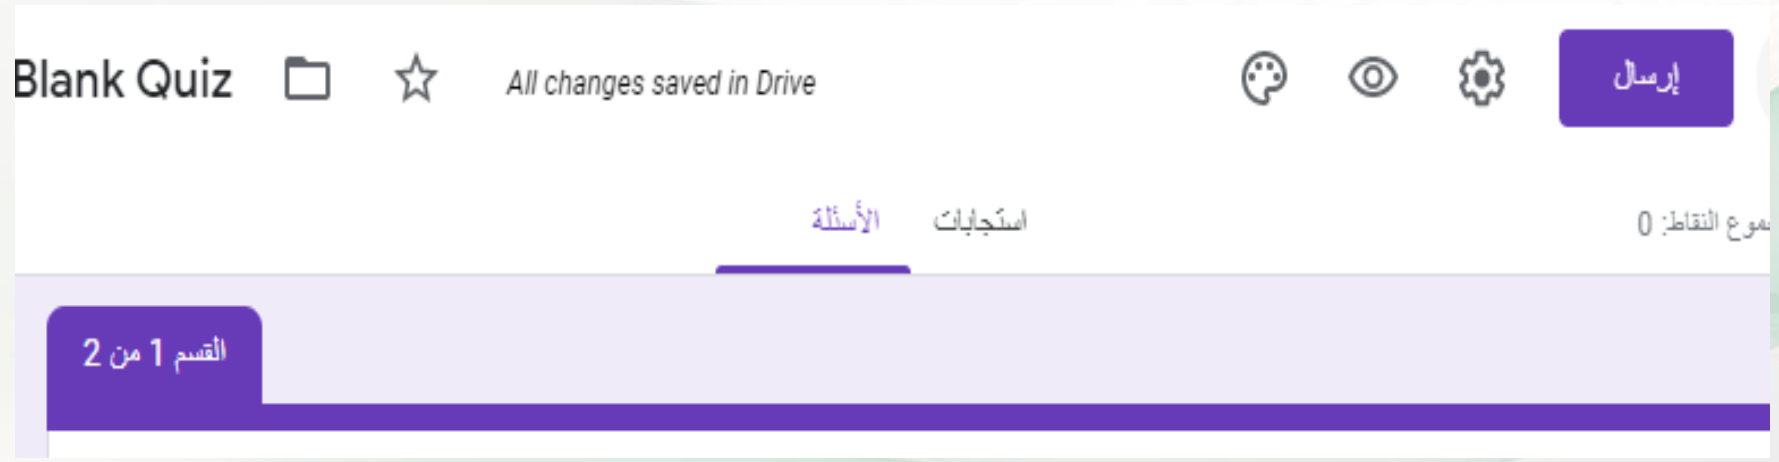 Blank Quiz All changes saved in Drive إرسال
الأسئلة استجابات النقاط: 0
القسم 1 من 2